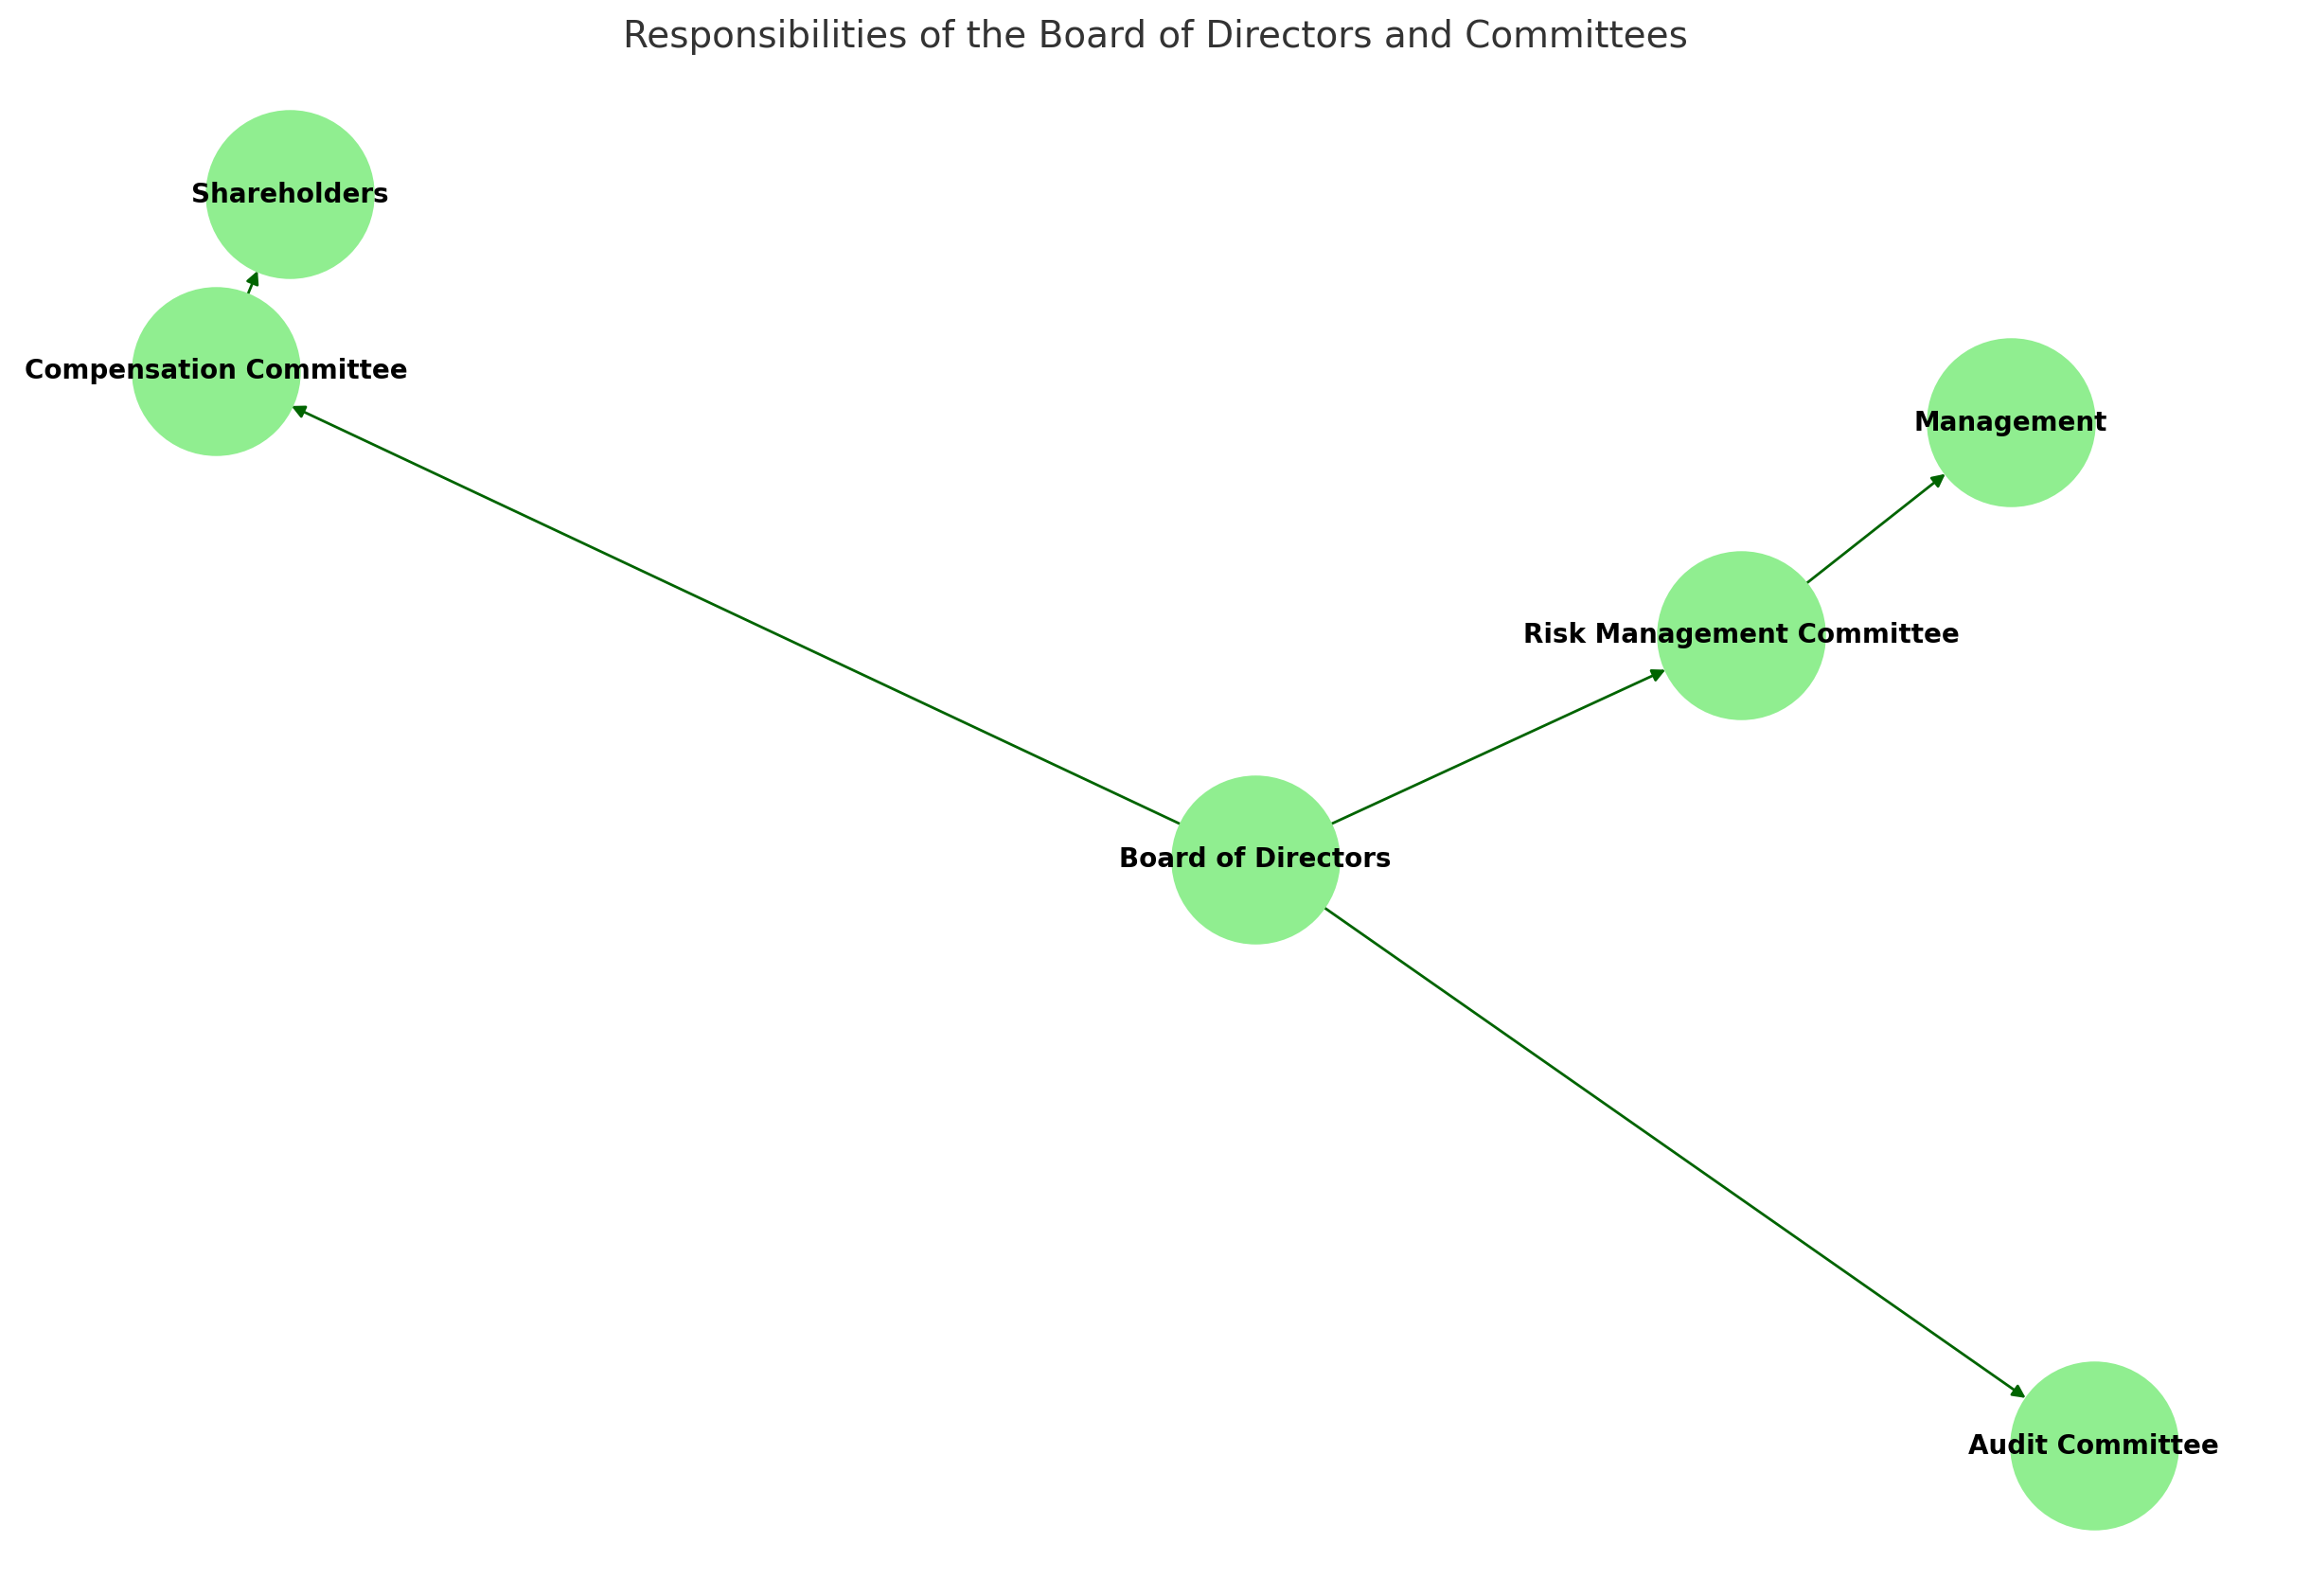 Responsibilities of the Board of Directors and Committees
Shareholders
Compensation Committee
Management
Risk Management Committee
Board of Directors
Audit Committee